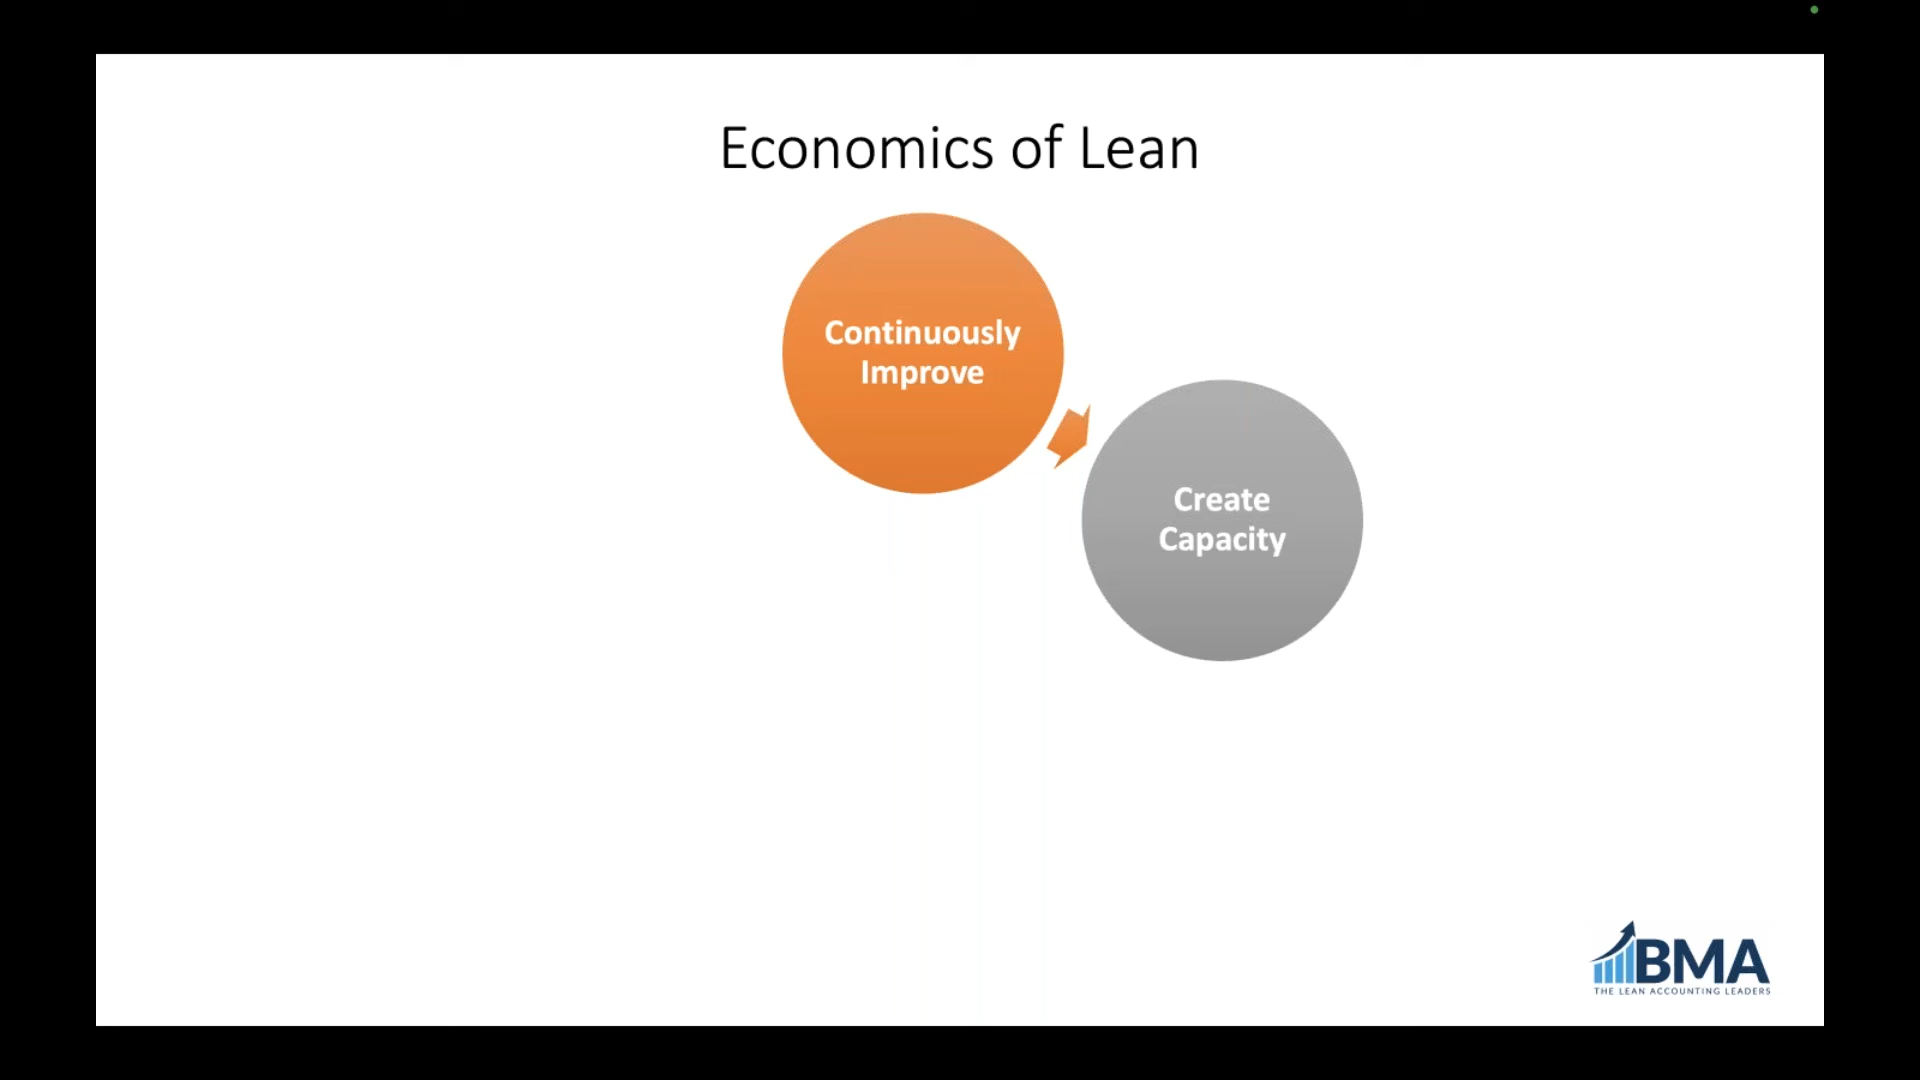 Economics of Lean
Continuously
Improve
Create
Capacity
BMA
THE LEAN ACCOUNTING LEADERS